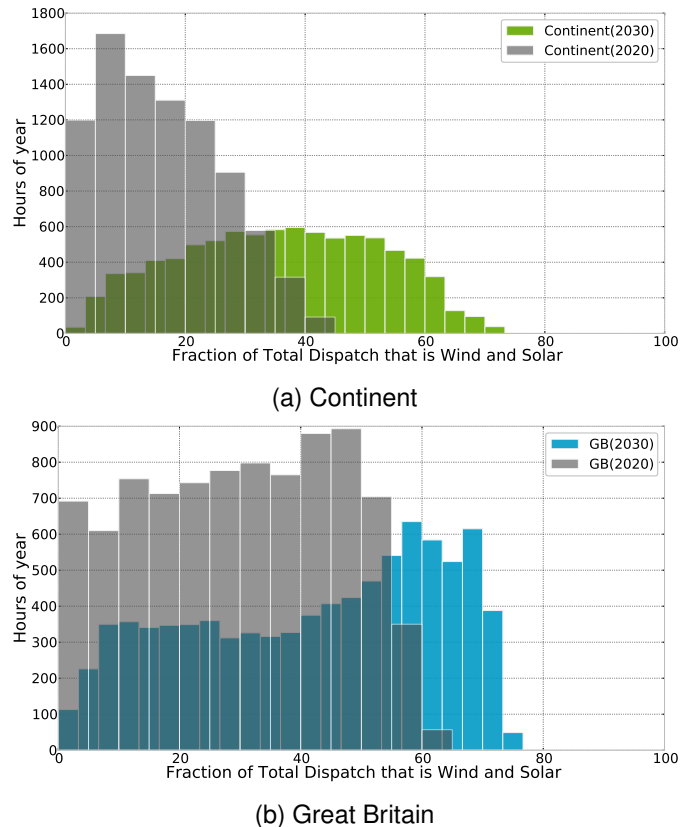 1800
1600
1400
1200
1000
800
600
400
200
0
Hours of year
Continent(2030)
Continent(2020)
0 20 40 60 80 100
Fraction of Total Dispatch that is Wind and Solar
(a) Continent
900
800
700
600
500
400
300
200
100
0
Hours of year
GB(2030)
GB(2020)
0 20 40 60 80 100
Fraction of Total Dispatch that is Wind and Solar
(b) Great Britain